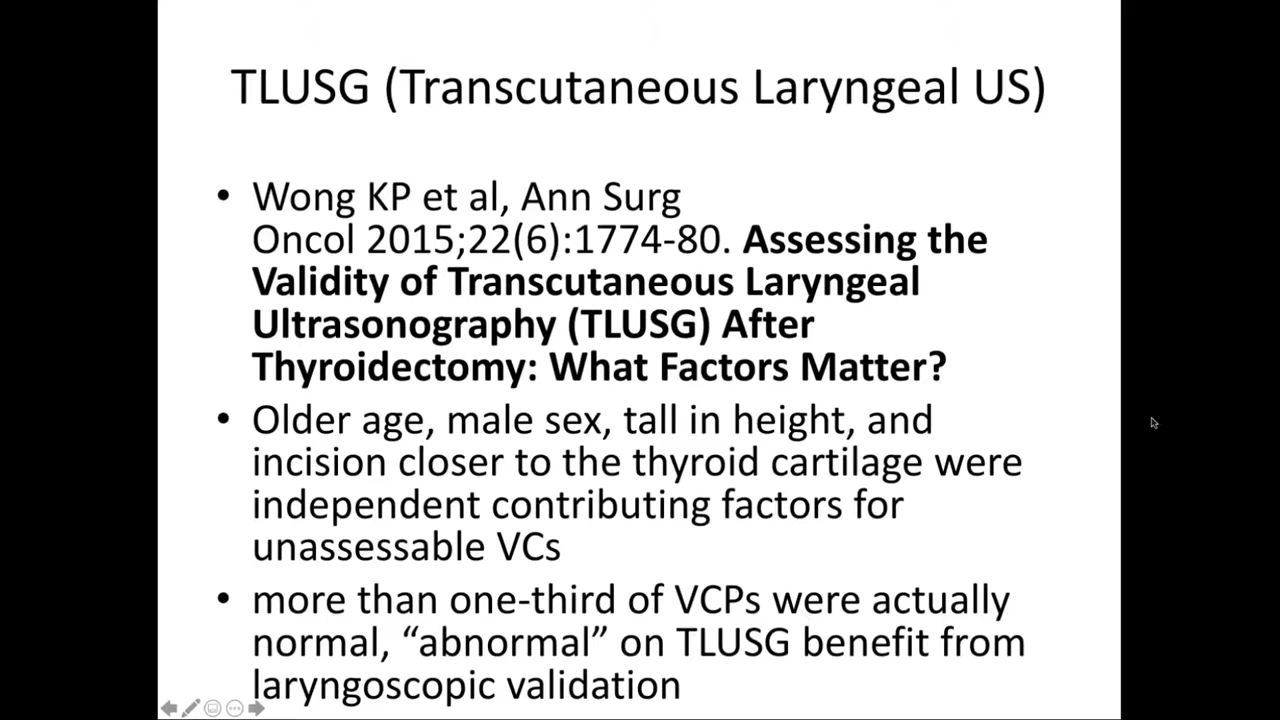 TLUSG (Transcutaneous Laryngeal US)
• Wong KP et al, Ann Surg
Oncol 2015;22(6):1774-80. Assessing the
Validity of Transcutaneous Laryngeal
Ultrasonography (TLUSG) After
Thyroidectomy: What Factors Matter?
• Older age, male sex, tall in height, and
incision closer to the thyroid cartilage were
independent contributing factors for
unassessable VCs
• more than one-third of VCPs were actually
normal, “abnormal” on TLUSG benefit from
laryngoscopic validation